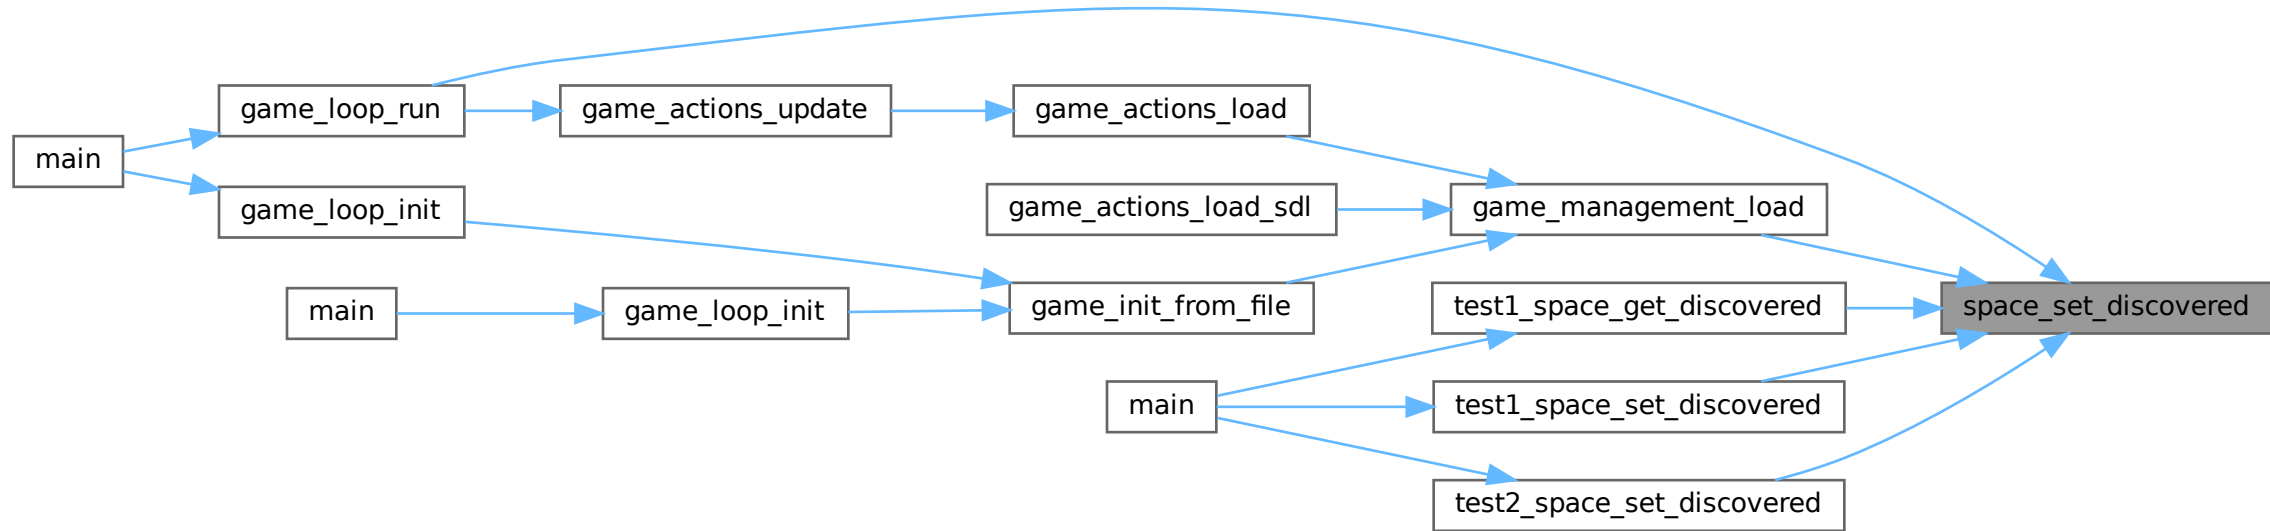 main
game_loop_run
game_loop_init
main
game_actions_update
game_loop_init
game_actions_load
game_actions_load_sdl
game_init_from_file
main
game_management_load
test1_space_get_discovered
test1_space_set_discovered
test2_space_set_discovered
space_set_discovered